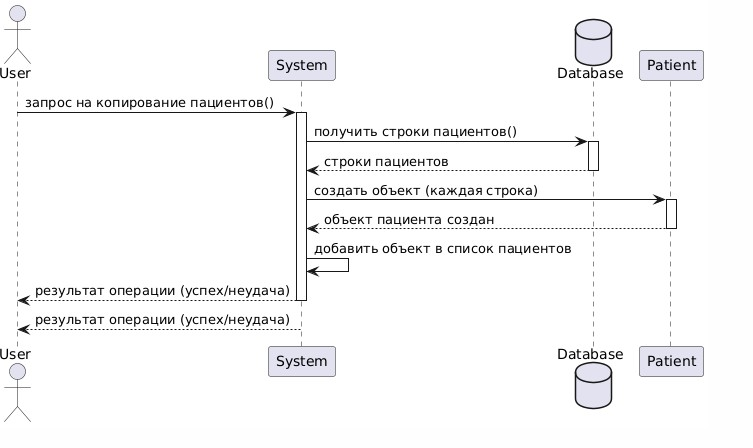 User
System
Database
Patient
запрос на копирование пациентов()
получить строки пациентов()
строки пациентов
создать объект (каждая строка)
объект пациента создан
добавить объект в список пациентов
результат операции (успех/неудача)
результат операции (успех/неудача)
User
System
Database
Patient